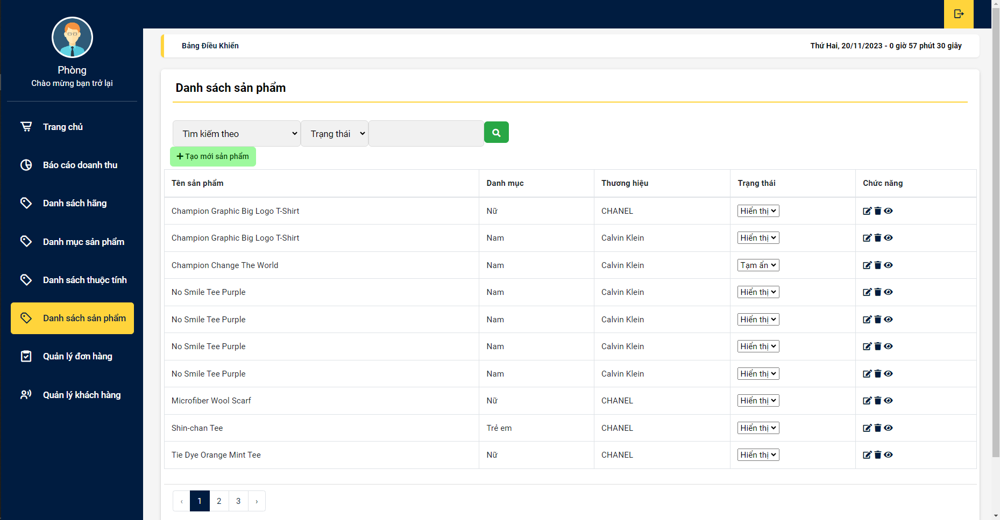 Phòng
Chào mừng bạn trở lại
Trang chủ
Báo cáo doanh thu
Danh sách hãng
Danh mục sản phẩm
Danh sách thuộc tính
Danh sách sản phẩm
Quản lý đơn hàng
Quản lý khách hàng
Bảng Điều Khiển Thứ Hai, 20/11/2023 - 0 giờ 57 phút 30 giây
Danh sách sản phẩm
Tìm kiếm theo Trạng thái
Tạo mới sản phẩm
Tên sản phẩm Danh mục Thương hiệu Trạng thái Chức năng
Champion Graphic Big Logo T-Shirt Nữ CHANEL Hiển thị
Champion Graphic Big Logo T-Shirt Nam Calvin Klein Hiển thị
Champion Change The World Nam Calvin Klein Tạm ẩn
No Smile Tee Purple Nam Calvin Klein Hiển thị
No Smile Tee Purple Nam Calvin Klein Hiển thị
No Smile Tee Purple Nam Calvin Klein Hiển thị
No Smile Tee Purple Nam Calvin Klein Hiển thị
Microfiber Wool Scarf Nữ CHANEL Hiển thị
Shin-chan Tee Trẻ em CHANEL Hiển thị
Tie Dye Orange Mint Tee Nữ CHANEL Hiển thị
‹ 1 2 3 ›